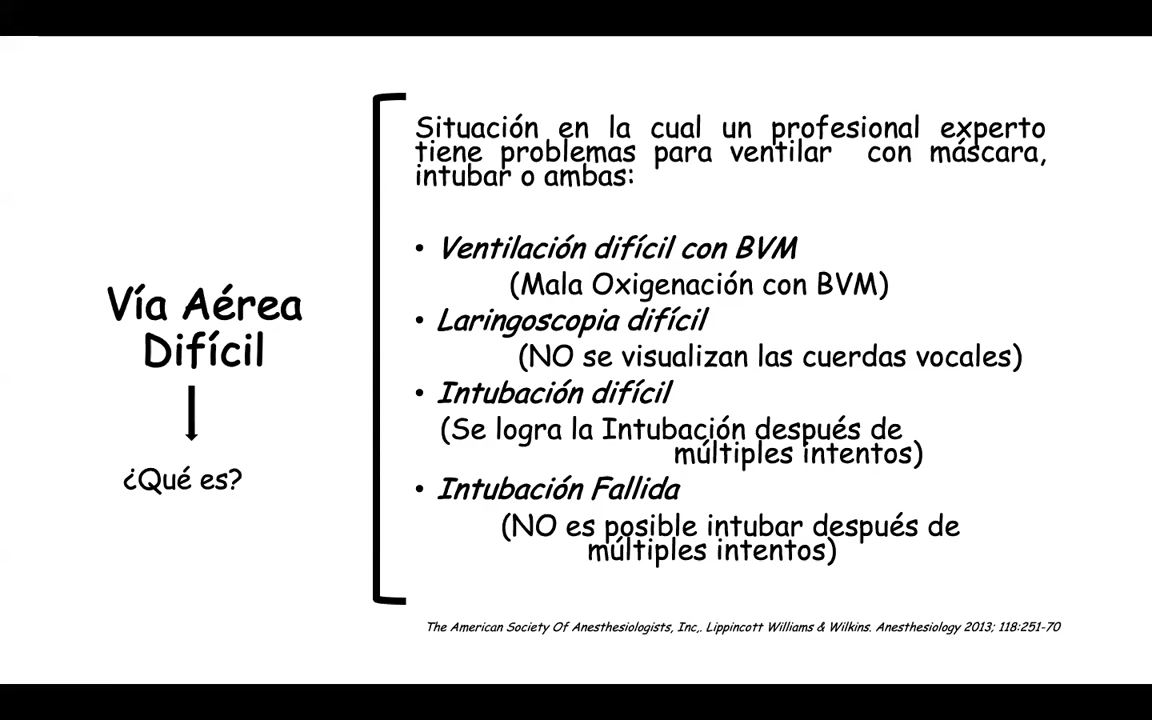 Vía Aérea
Difícil
¿Qué es?
Situación en la cual un profesional experto
tiene problemas para ventilar con máscara,
intubar o ambas:
• Ventilación difícil con BVM
(Mala Oxigenación con BVM)
• Laringoscopia difícil
(NO se visualizan las cuerdas vocales)
• Intubación difícil
(Se logra la Intubación después de
múltiples intentos)
• Intubación Fallida
(NO es posible intubar después de
múltiples intentos)
The American Society Of Anesthesiologists, Inc,. Lippincott Williams & Wilkins. Anesthesiology 2013; 118:251-70